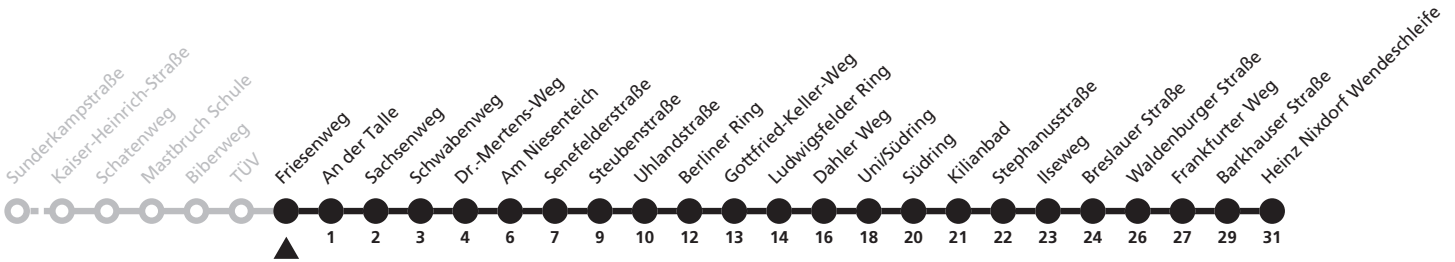 Sunderkampstraße
Kaiser-Heinrich-Straße
Schatenweg
Mastbruch Schule
Biberweg
TÜV
Friesenweg
An der Talle
Sachsenweg
Schwabenweg
Dr.-Mertens-Weg
Am Niesenteich
Senefelderstraße
Steubenstraße
Uhlandstraße
Berliner Ring
Gottfried-Keller-Weg
Ludwigsfelder Ring
Dahler Weg
Uni/Südring
Südring
Kilianbad
Stephanusstraße
Ilseweg
Breslauer Straße
Waldenburger Straße
Frankfurter Weg
Barkhauser Straße
Heinz Nixdorf Wendeschleife
1 2 3 4 6 7 9 10 12 13 14 16 18 20 21 22 23 24 26 27 29 31